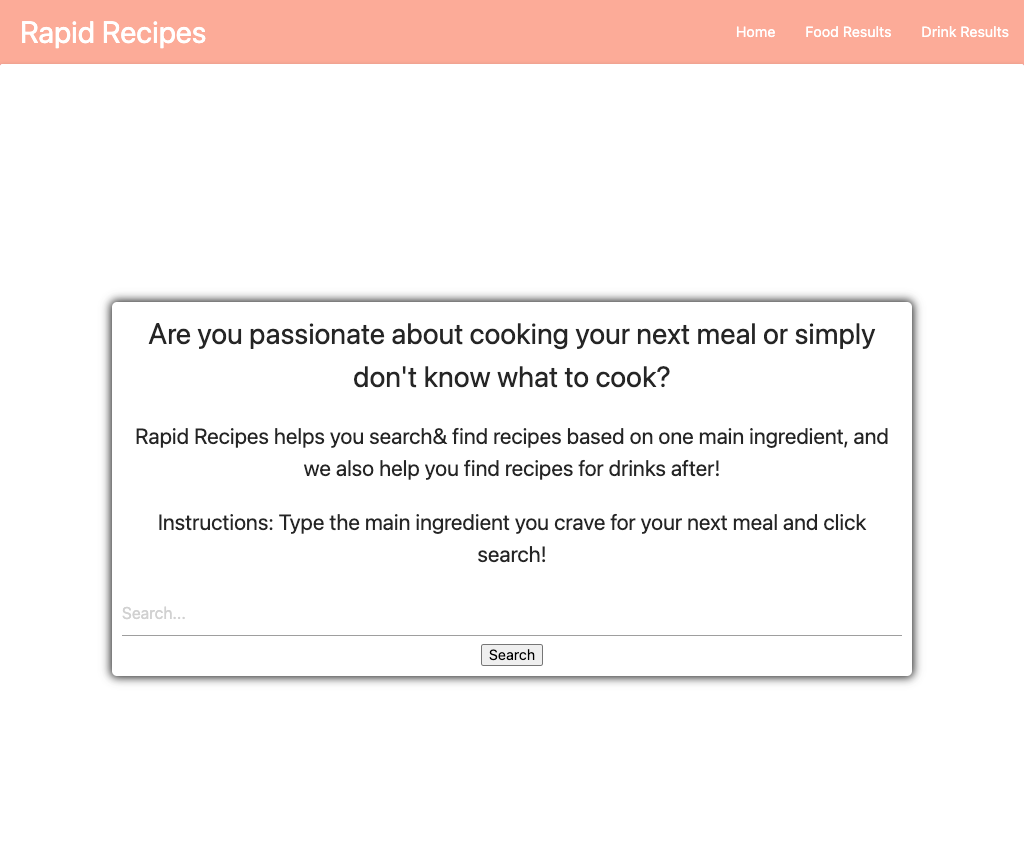 Rapid Recipes
Home Food Results Drink Results
Are you passionate about cooking your next meal or simply
don't know what to cook?
Rapid Recipes helps you search& find recipes based on one main ingredient, and
we also help you find recipes for drinks after!
Instructions: Type the main ingredient you crave for your next meal and click
search!
Search...
Search